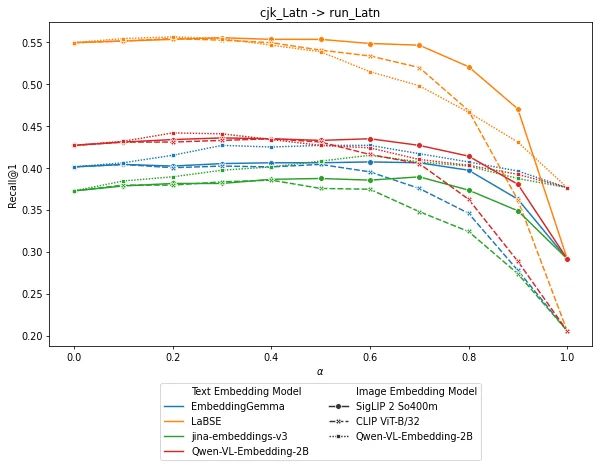 cjk_Latn -> run_Latn
Recall@1
0.55
0.50
0.45
0.40
0.35
0.30
0.25
0.20
0.0 0.2 0.4 0.6 0.8 1.0
α
Text Embedding Model Image Embedding Model
EmbeddingGemma SigLIP 2 So400m
LaBSE CLIP ViT-B/32
jina-embeddings-v3 Qwen-VL-Embedding-2B
Qwen-VL-Embedding-2B